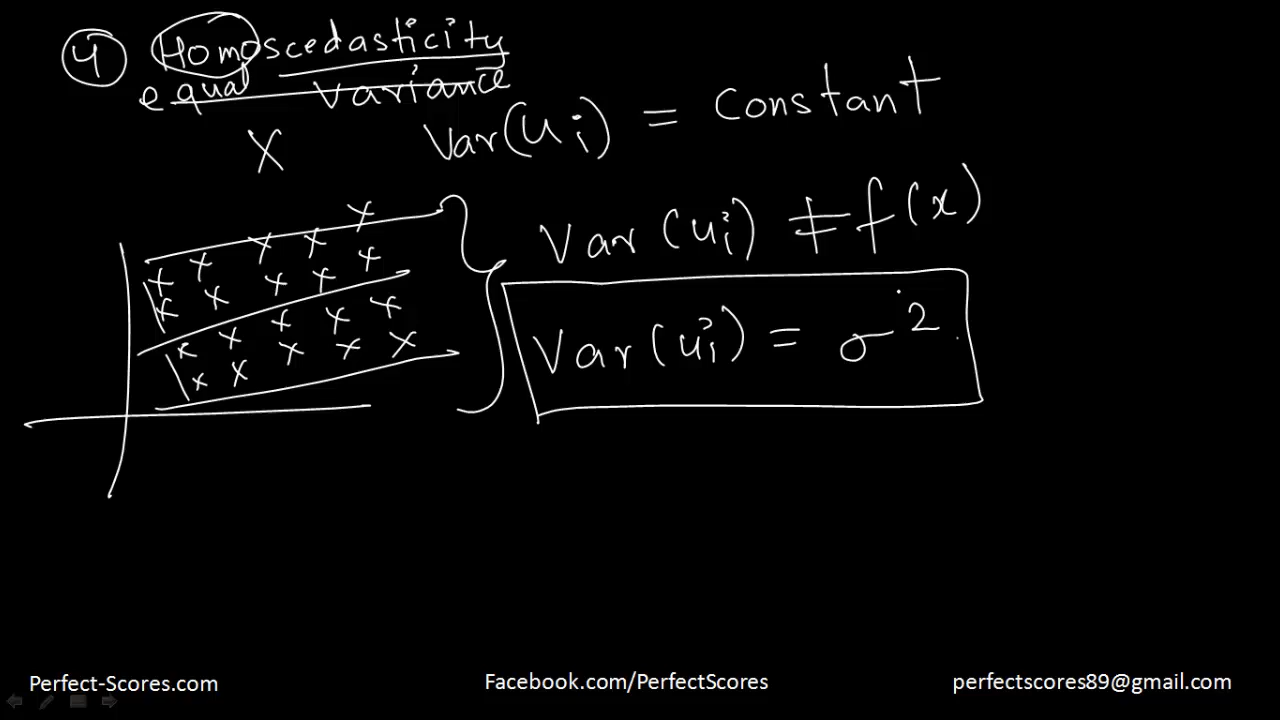 4 Homoscedasticity
equal variance
X Var(ui) = Constant
Var(ui) ≠ f(x)
Var(ui) = σ²
Perfect-Scores.com Facebook.com/PerfectScores perfectscores89@gmail.com